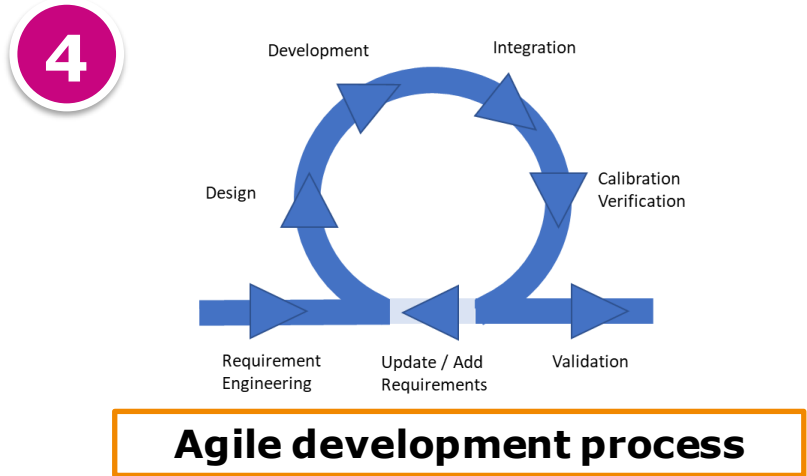 4
Development
Integration
Design
Calibration
Verification
Requirement
Engineering
Update / Add
Requirements
Validation
Agile development process